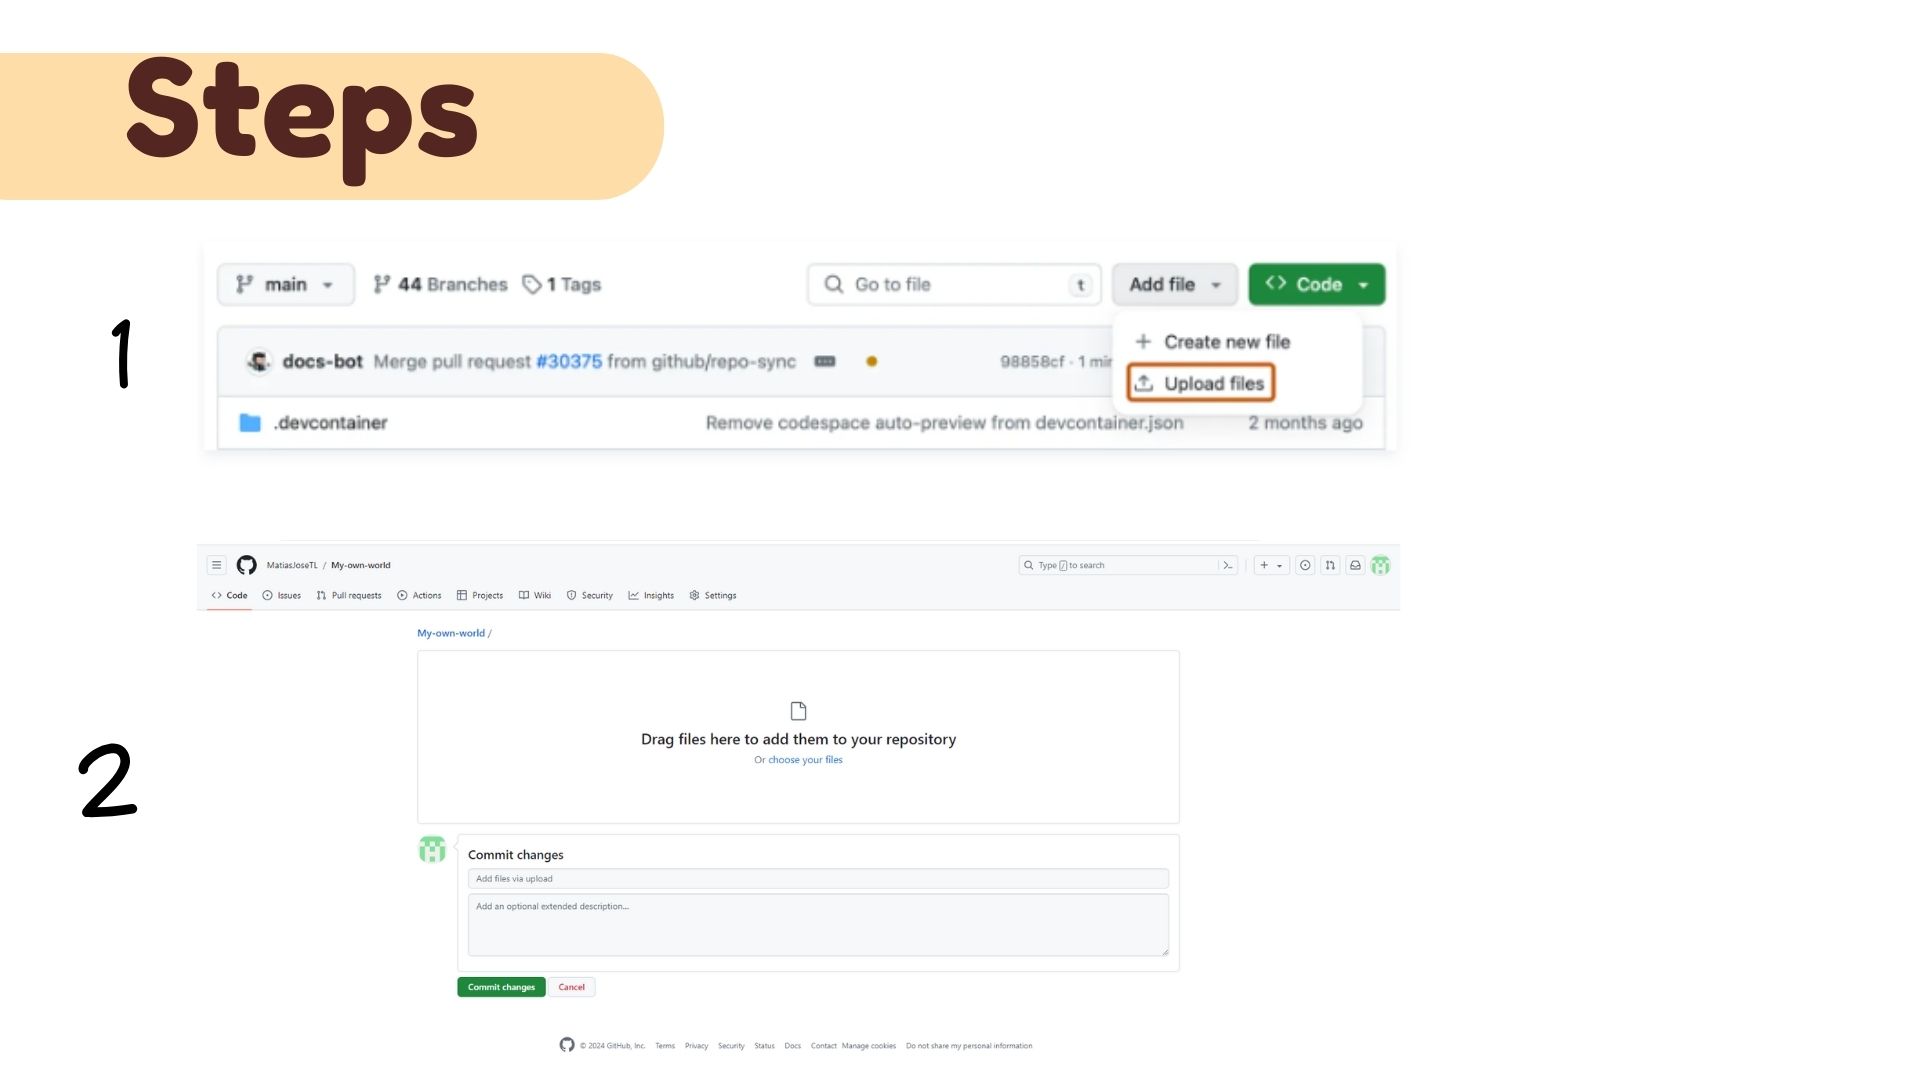 Steps
1
main 44 Branches 1 Tags Go to file t Add file Code
Create new file
docs-bot Merge pull request #30375 from github/repo-sync 98858cf · 1 min
Upload files
.devcontainer Remove codespace auto-preview from devcontainer.json 2 months ago
2
MatiasJoseTL / My-own-world Type / to search
Code Issues Pull requests Actions Projects Wiki Security Insights Settings
My-own-world /
Drag files here to add them to your repository
Or choose your files
Commit changes
Add files via upload
Add an optional extended description...
Commit changes Cancel
© 2024 GitHub, Inc. Terms Privacy Security Status Docs Contact Manage cookies Do not share my personal information